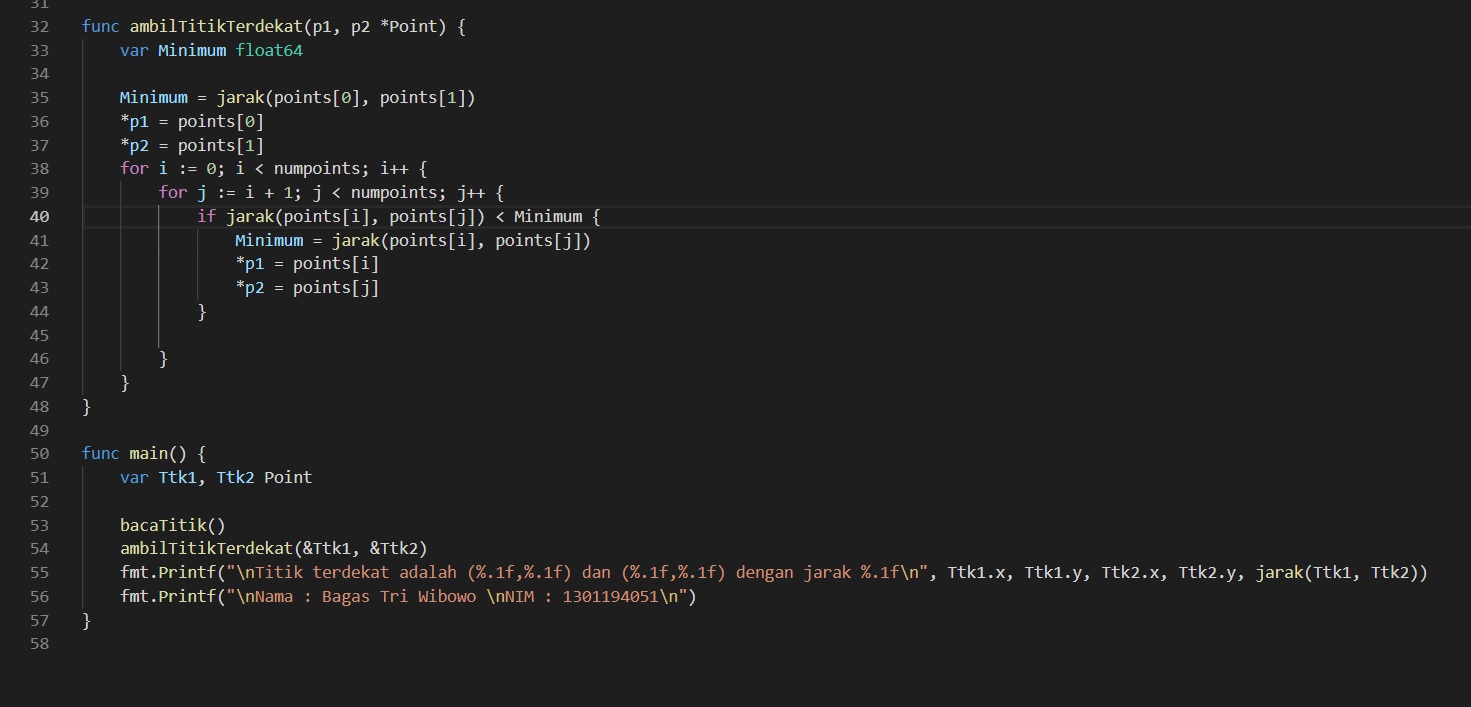 31
32 func ambilTitikTerdekat(p1, p2 *Point) {
33     var Minimum float64
34
35     Minimum = jarak(points[0], points[1])
36     *p1 = points[0]
37     *p2 = points[1]
38     for i := 0; i < numpoints; i++ {
39         for j := i + 1; j < numpoints; j++ {
40             if jarak(points[i], points[j]) < Minimum {
41                 Minimum = jarak(points[i], points[j])
42                 *p1 = points[i]
43                 *p2 = points[j]
44             }
45
46         }
47     }
48 }
49
50 func main() {
51     var Ttk1, Ttk2 Point
52
53     bacaTitik()
54     ambilTitikTerdekat(&Ttk1, &Ttk2)
55     fmt.Printf("\nTitik terdekat adalah (%.1f,%.1f) dan (%.1f,%.1f) dengan jarak %.1f\n", Ttk1.x, Ttk1.y, Ttk2.x, Ttk2.y, jarak(Ttk1, Ttk2))
56     fmt.Printf("\nNama : Bagas Tri Wibowo \nNIM : 1301194051\n")
57 }
58